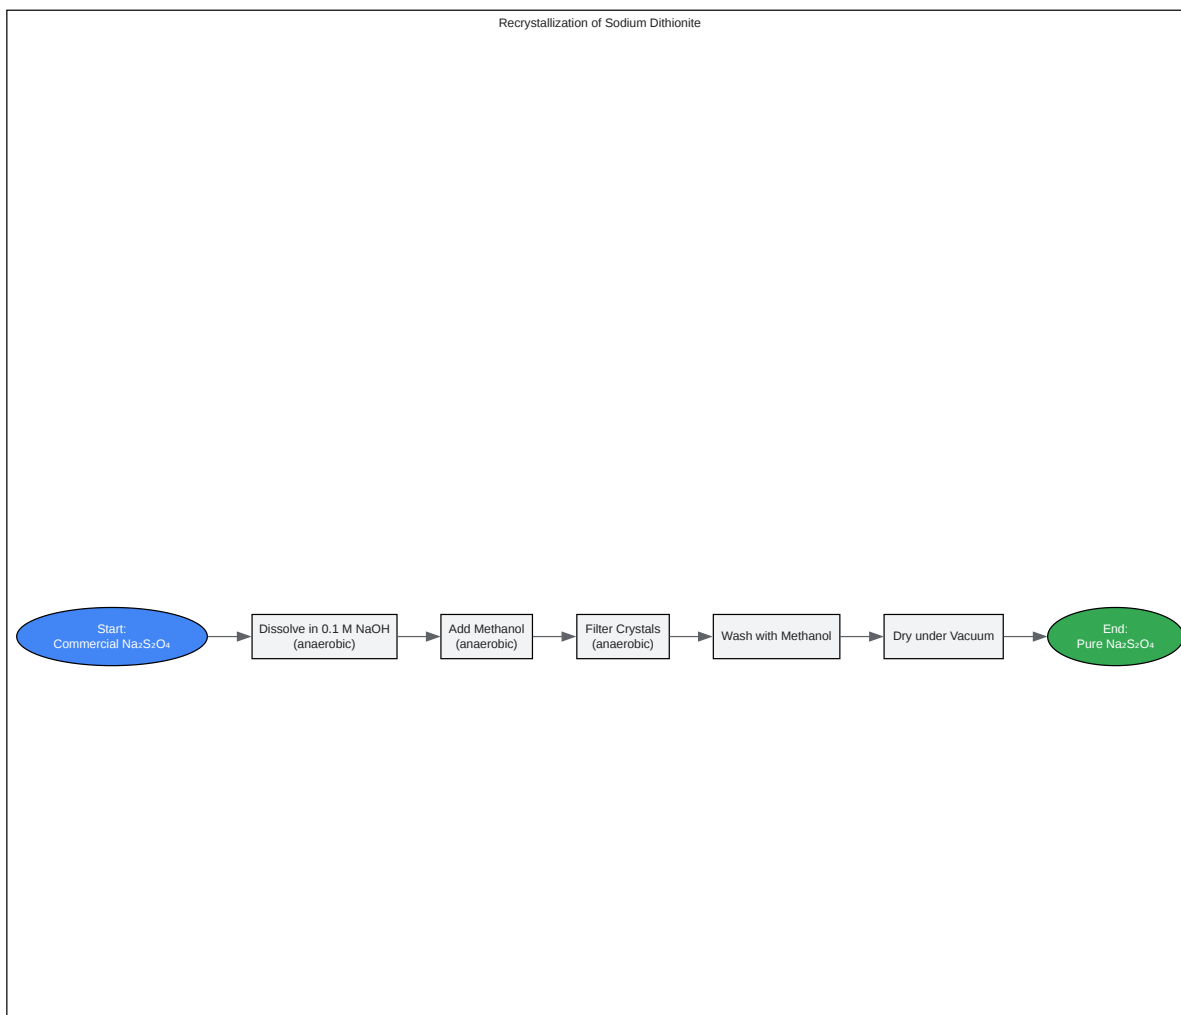 Recrystallization of Sodium Dithionite
Start:
Commercial Na₂S₂O₄
Dissolve in 0.1 M NaOH
(anaerobic)
Add Methanol
(anaerobic)
Filter Crystals
(anaerobic)
Wash with Methanol
Dry under Vacuum
End:
Pure Na₂S₂O₄